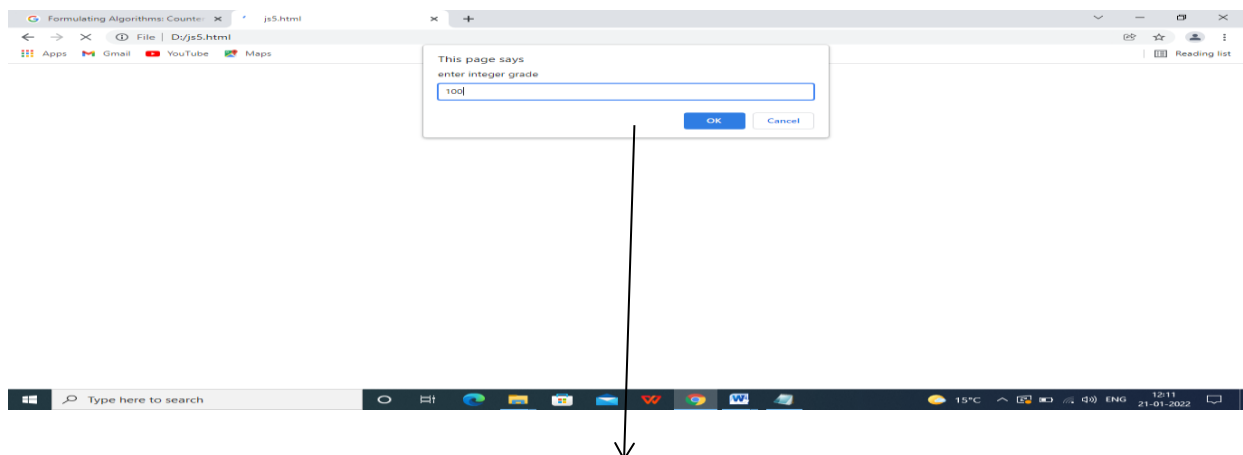 Formulating Algorithms: Counter
js5.html
File | D:/js5.html
Apps Gmail YouTube Maps Reading list
This page says
enter integer grade
100
OK Cancel
Type here to search
15°C ENG 12:11
21-01-2022